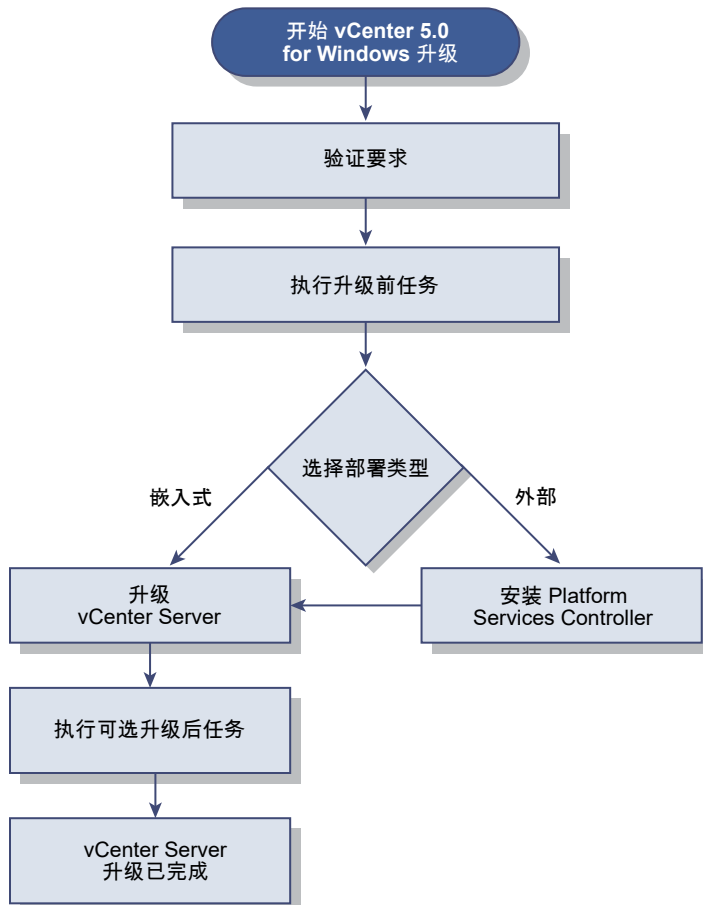 开始 vCenter 5.0
for Windows 升级
验证要求
执行升级前任务
选择部署类型
嵌入式
外部
升级
vCenter Server
安装 Platform
Services Controller
执行可选升级后任务
vCenter Server
升级已完成